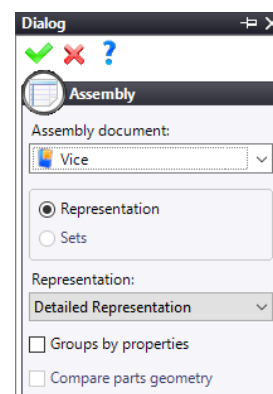 Dialog
?
Assembly
Assembly document:
Vice
Representation
Sets
Representation:
Detailed Representation
Groups by properties
Compare parts geometry